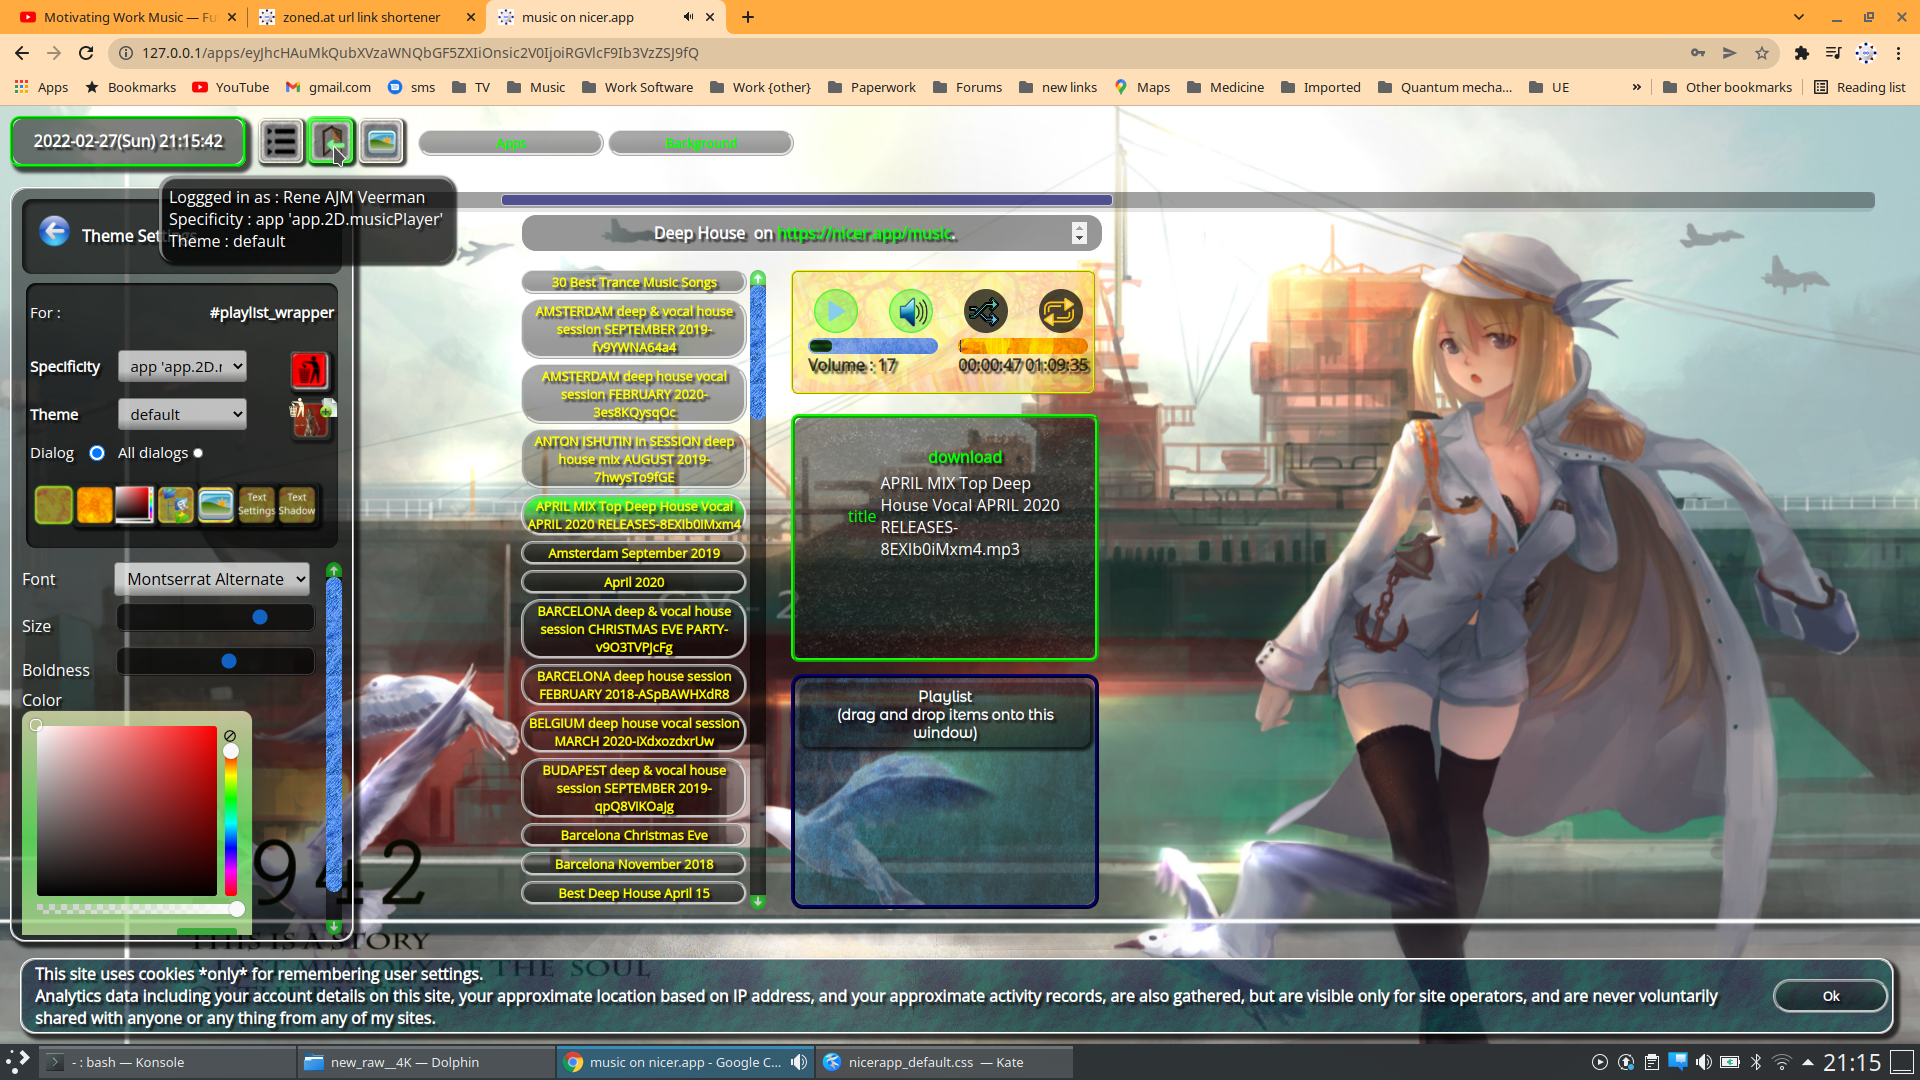 Motivating Work Music — Fu
zoned.at url link shortener
music on nicer.app
127.0.0.1/apps/eyJhcHAuMkQubXVzaWNQbGF5ZXIiOnsic2V0IjoiRGVlcF9Ib3VzZSJ9fQ
Apps
Bookmarks
YouTube
gmail.com
sms
TV
Music
Work Software
Work {other}
Paperwork
Forums
new links
Maps
Medicine
Imported
Quantum mecha...
UE
»
Other bookmarks
Reading list
2022-02-27(Sun) 21:15:42
Apps
Background
Loggged in as : Rene AJM Veerman
Specificity : app 'app.2D.musicPlayer'
Theme : default
Theme Set
For :
#playlist_wrapper
Specificity
app 'app.2D.r
Theme
default
Dialog
All dialogs
Text Settings
Text Shadow
Font
Montserrat Alternate
Size
Boldness
Color
Deep House on https://nicer.app/music.
30 Best Trance Music Songs
AMSTERDAM deep & vocal house
session SEPTEMBER 2019-
fv9YWNA64a4
AMSTERDAM deep house vocal
session FEBRUARY 2020-
3es8KQysqOc
ANTON ISHUTIN in SESSION deep
house mix AUGUST 2019-
7hwysTo9fGE
APRIL MIX Top Deep House Vocal
APRIL 2020 RELEASES-8EXIb0iMxm4
Amsterdam September 2019
April 2020
BARCELONA deep & vocal house
session CHRISTMAS EVE PARTY-
v9O3TVPJcFg
BARCELONA deep house session
FEBRUARY 2018-ASpBAWHXdR8
BELGIUM deep house vocal session
MARCH 2020-iXdxozdxrUw
BUDAPEST deep & vocal house
session SEPTEMBER 2019-
qpQ8VlKOaJg
Barcelona Christmas Eve
Barcelona November 2018
Best Deep House April 15
Volume : 17
00:00:47 01:09:35
download
title
APRIL MIX Top Deep
House Vocal APRIL 2020
RELEASES-
8EXIb0iMxm4.mp3
Playlist
(drag and drop items onto this
window)
942
THIS IS A STORY
MEMORY OF THE SOUL
This site uses cookies *only* for remembering user settings.
Analytics data including your account details on this site, your approximate location based on IP address, and your approximate activity records, are also gathered, but are visible only for site operators, and are never voluntarily
shared with anyone or any thing from any of my sites.
Ok
- : bash — Konsole
new_raw__4K — Dolphin
music on nicer.app - Google C...
nicerapp_default.css — Kate
21:15